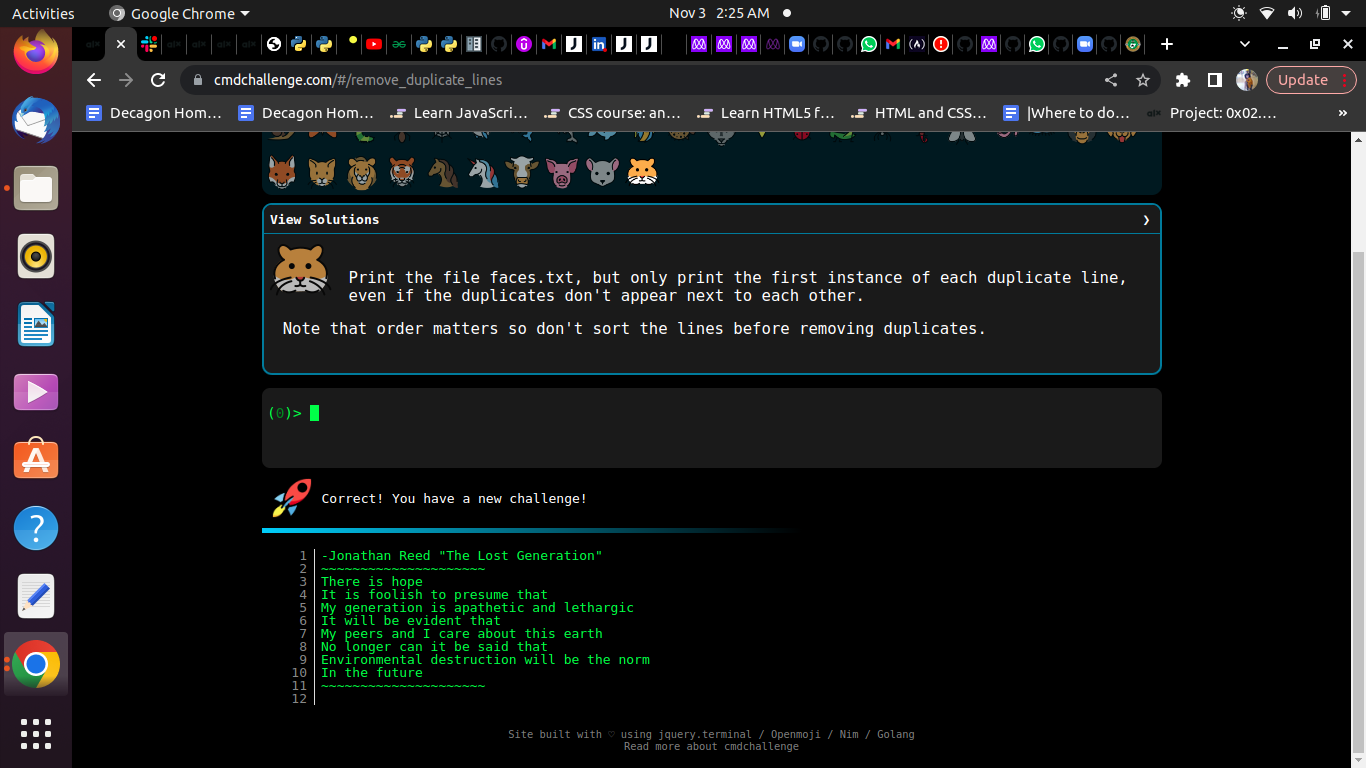 Activities
Google Chrome
Nov 3 2:25 AM
cmdchallenge.com/#/remove_duplicate_lines
Update
Decagon Hom…
Decagon Hom…
Learn JavaScri…
CSS course: an…
Learn HTML5 f…
HTML and CSS…
|Where to do…
Project: 0x02.…
»
View Solutions
Print the file faces.txt, but only print the first instance of each duplicate line,
even if the duplicates don't appear next to each other.
Note that order matters so don't sort the lines before removing duplicates.
(0)>
Correct! You have a new challenge!
1 -Jonathan Reed "The Lost Generation"
2 ~~~~~~~~~~~~~~~~~~~~~
3 There is hope
4 It is foolish to presume that
5 My generation is apathetic and lethargic
6 It will be evident that
7 My peers and I care about this earth
8 No longer can it be said that
9 Environmental destruction will be the norm
10 In the future
11 ~~~~~~~~~~~~~~~~~~~~~
12
Site built with ♡ using jquery.terminal / Openmoji / Nim / Golang
Read more about cmdchallenge